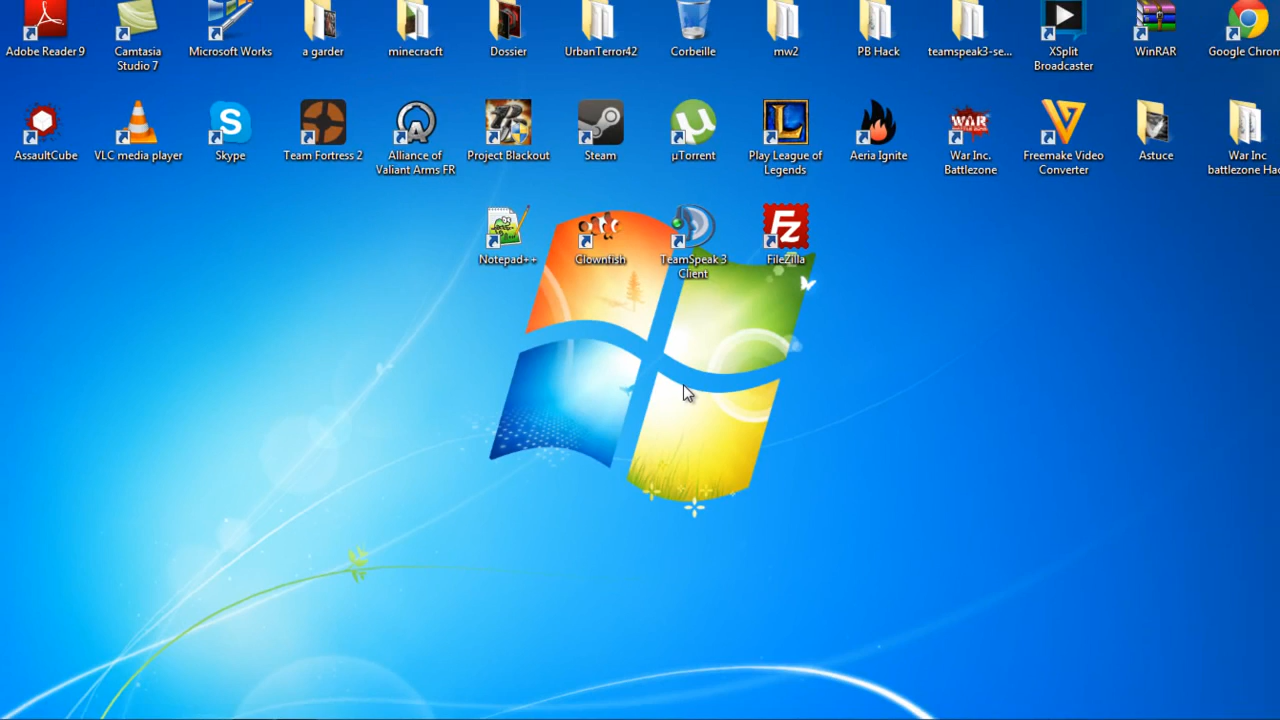 Adobe Reader 9
Camtasia Studio 7
Microsoft Works
a garder
minecracft
Dossier
UrbanTerror42
Corbeille
mw2
PB Hack
teamspeak3-se...
XSplit Broadcaster
WinRAR
Google Chrom
AssaultCube
VLC media player
Skype
Team Fortress 2
Alliance of Valiant Arms FR
Project Blackout
Steam
µTorrent
Play League of Legends
Aeria Ignite
War Inc. Battlezone
Freemake Video Converter
Astuce
War Inc battlezone Ha
WAR
Notepad++
Clownfish
TeamSpeak 3 Client
FileZilla